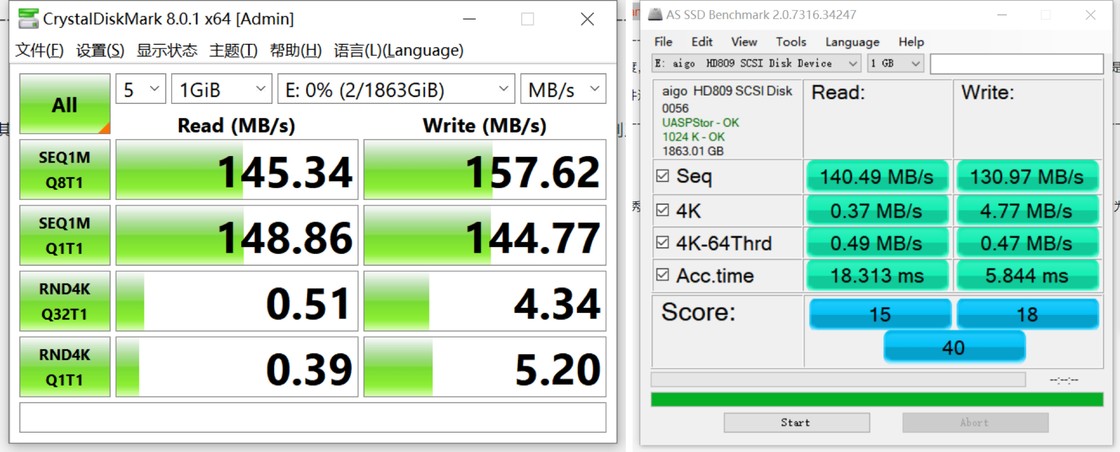 CrystalDiskMark 8.0.1 x64 [Admin]
文件(F) 设置(S) 显示状态 主题(T) 帮助(H) 语言(L)(Language)
All
5
1GiB
E: 0% (2/1863GiB)
MB/s
Read (MB/s)
Write (MB/s)
SEQ1M
Q8T1
145.34
157.62
SEQ1M
Q1T1
148.86
144.77
RND4K
Q32T1
0.51
4.34
RND4K
Q1T1
0.39
5.20
AS SSD Benchmark 2.0.7316.34247
File Edit View Tools Language Help
E: aigo HD809 SCSI Disk Device
1 GB
aigo HD809 SCSI Disk
0056
UASPStor - OK
1024 K - OK
1863.01 GB
Read:
Write:
Seq
140.49 MB/s
130.97 MB/s
4K
0.37 MB/s
4.77 MB/s
4K-64Thrd
0.49 MB/s
0.47 MB/s
Acc.time
18.313 ms
5.844 ms
Score:
15
18
40
--:--:--
Start
Abort